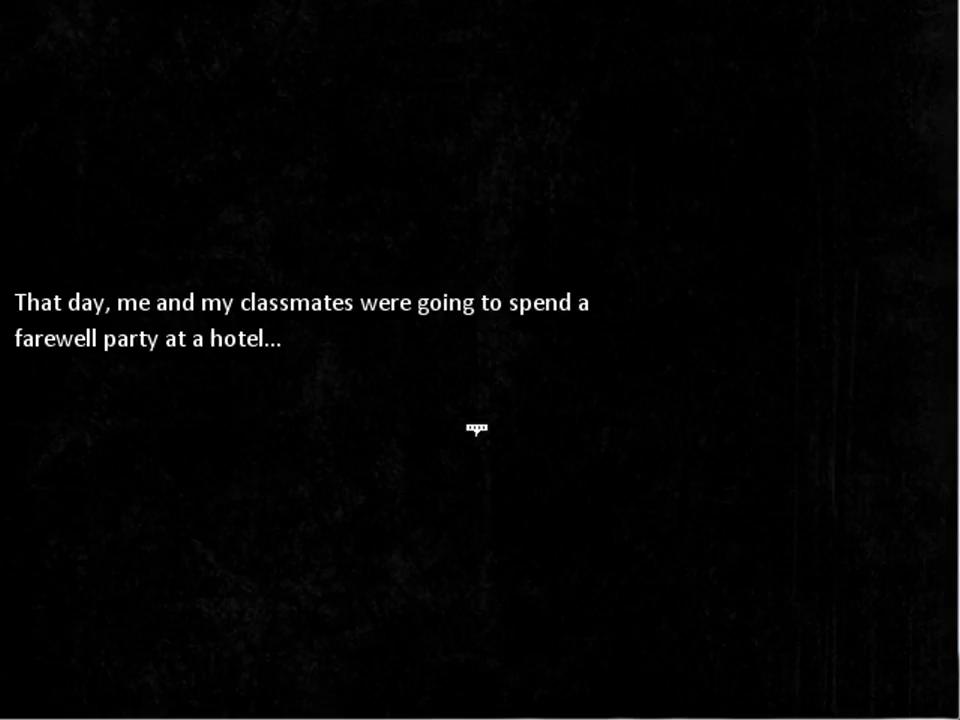 That day, me and my classmates were going to spend a
farewell party at a hotel...